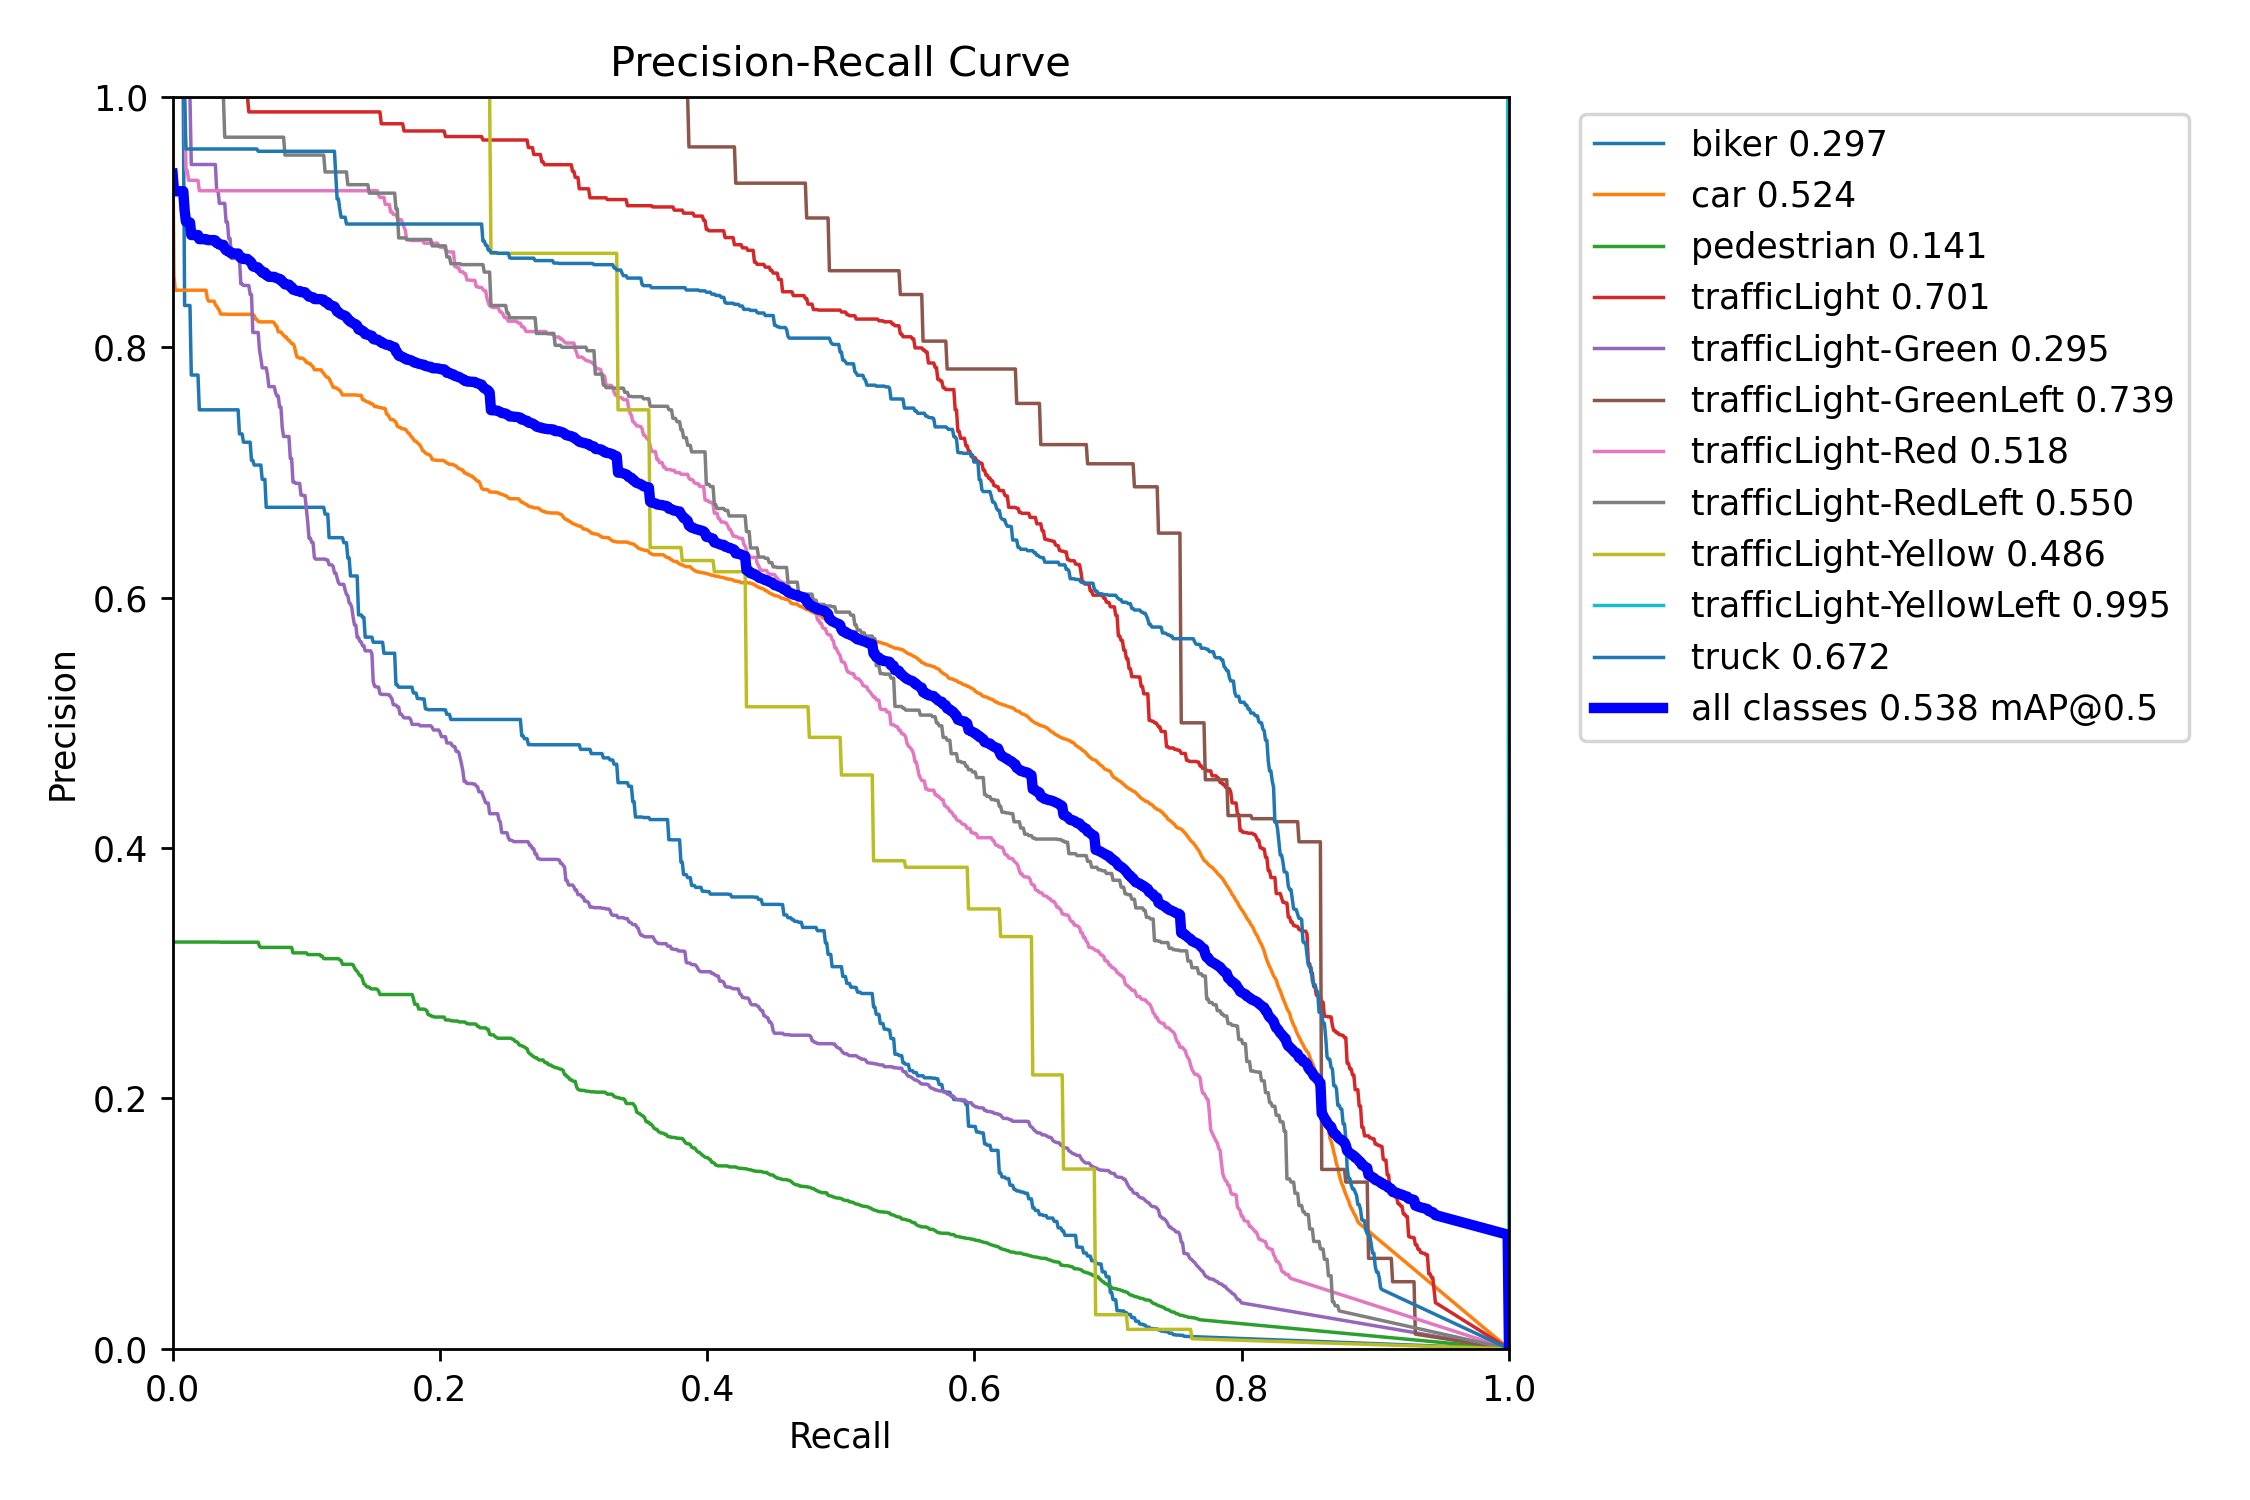 Precision-Recall Curve
1.0
0.8
0.6
0.4
0.2
0.0
Precision
0.0 0.2 0.4 0.6 0.8 1.0
Recall
biker 0.297
car 0.524
pedestrian 0.141
trafficLight 0.701
trafficLight-Green 0.295
trafficLight-GreenLeft 0.739
trafficLight-Red 0.518
trafficLight-RedLeft 0.550
trafficLight-Yellow 0.486
trafficLight-YellowLeft 0.995
truck 0.672
all classes 0.538 mAP@0.5